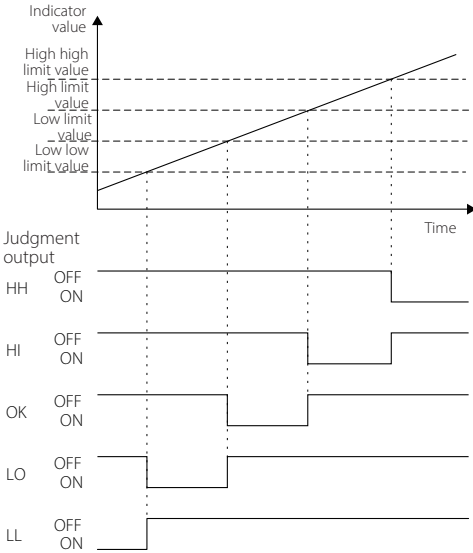 Indicator
value
High high
limit value
High limit
value
Low limit
value
Low low
limit value
Time
Judgment
output
HH
OFF
ON
HI
OFF
ON
OK
OFF
ON
LO
OFF
ON
LL
OFF
ON